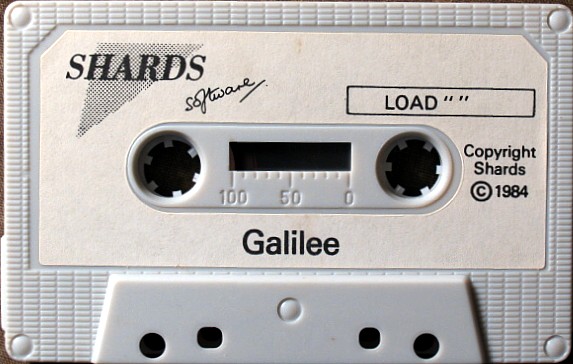 SHARDS
software
LOAD " "
Copyright
Shards
© 1984
100 50 0
Galilee